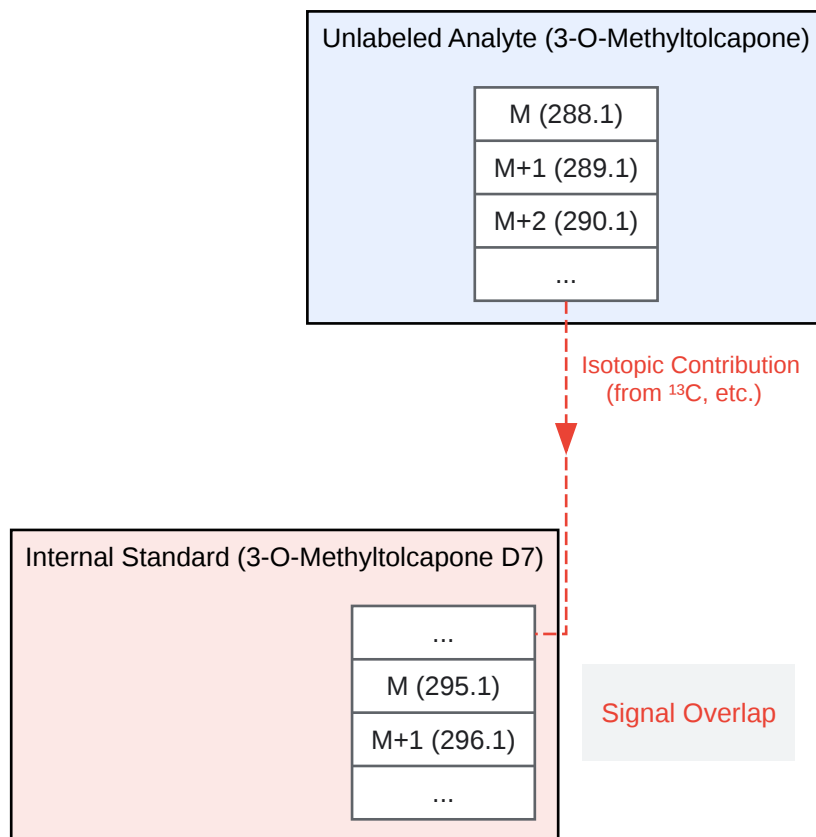 Unlabeled Analyte (3-O-Methyltolcapone)
M (288.1)
M+1 (289.1)
M+2 (290.1)
...
Isotopic Contribution
(from ¹³C, etc.)
Internal Standard (3-O-Methyltolcapone D7)
...
M (295.1)
M+1 (296.1)
...
Signal Overlap